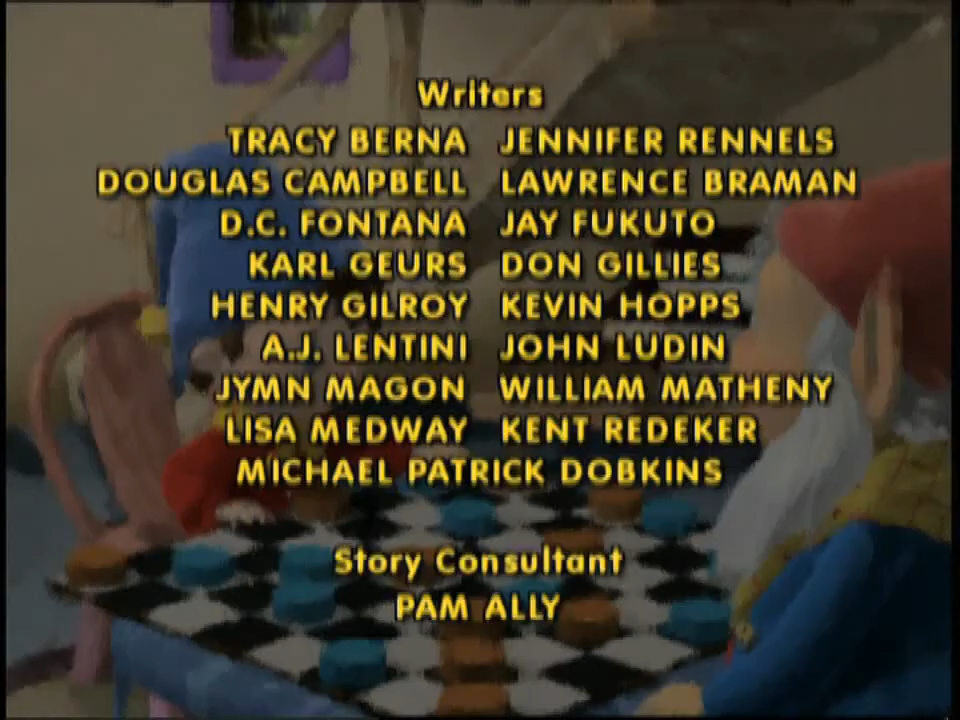 Writers
TRACY BERNA JENNIFER RENNELS
DOUGLAS CAMPBELL LAWRENCE BRAMAN
D.C. FONTANA JAY FUKUTO
KARL GEURS DON GILLIES
HENRY GILROY KEVIN HOPPS
A.J. LENTINI JOHN LUDIN
JYMN MAGON WILLIAM MATHENY
LISA MEDWAY KENT REDEKER
MICHAEL PATRICK DOBKINS
Story Consultant
PAM ALLY